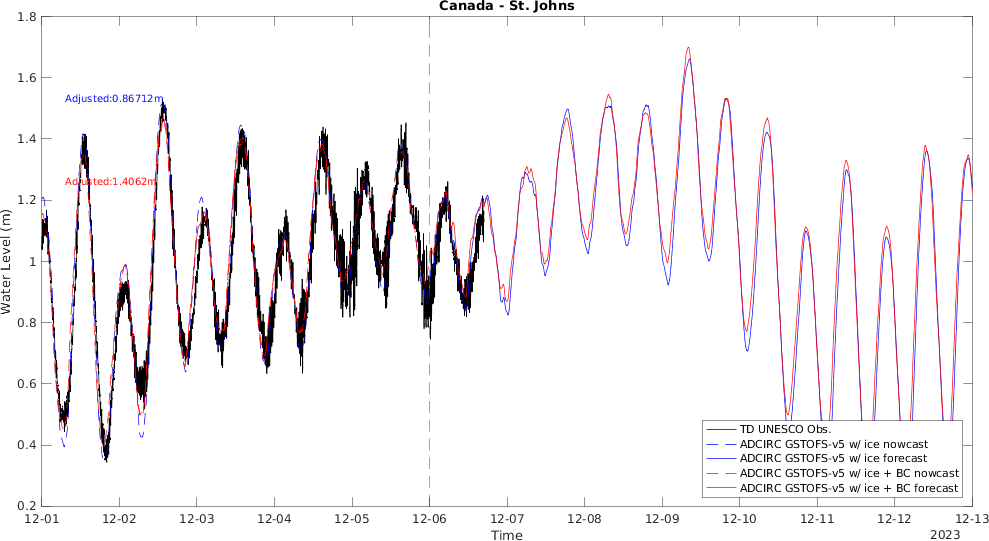 Canada - St. Johns
1.8
1.6
1.4
1.2
1
0.8
0.6
0.4
0.2
Water Level (m)
Adjusted:0.86712m
Adjusted:1.4062m
TD UNESCO Obs.
ADCIRC GSTOFS-v5 w/ ice nowcast
ADCIRC GSTOFS-v5 w/ ice forecast
ADCIRC GSTOFS-v5 w/ ice + BC nowcast
ADCIRC GSTOFS-v5 w/ ice + BC forecast
12-01 12-02 12-03 12-04 12-05 12-06 12-07 12-08 12-09 12-10 12-11 12-12 12-13
Time
2023